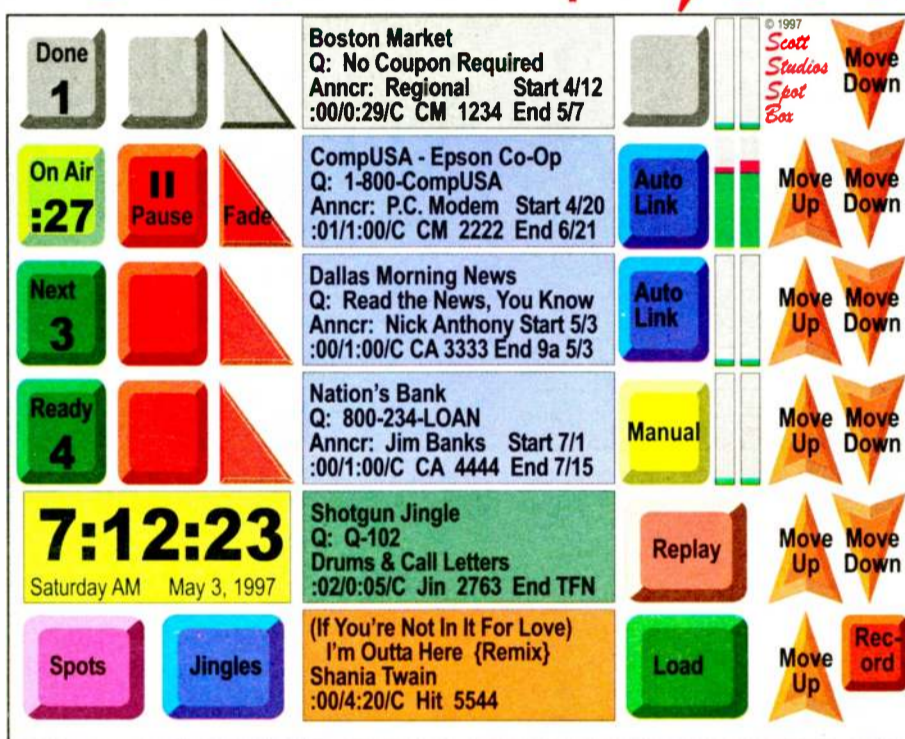 Done
1
Boston Market
Q: No Coupon Required
Anncr: Regional Start 4/12
:00/0:29/C CM 1234 End 5/7
© 1997
Scott
Studios
Spot
Box
Move
Down
On Air
:27
Pause
Fade
CompUSA - Epson Co-Op
Q: 1-800-CompUSA
Anncr: P.C. Modem Start 4/20
:01/1:00/C CM 2222 End 6/21
Auto
Link
Move
Up
Move
Down
Next
3
Dallas Morning News
Q: Read the News, You Know
Anncr: Nick Anthony Start 5/3
:00/1:00/C CA 3333 End 9a 5/3
Auto
Link
Move
Up
Move
Down
Ready
4
Nation's Bank
Q: 800-234-LOAN
Anncr: Jim Banks Start 7/1
:00/1:00/C CA 4444 End 7/15
Manual
Move
Up
Move
Down
7:12:23
Saturday AM May 3, 1997
Shotgun Jingle
Q: Q-102
Drums & Call Letters
:02/0:05/C Jin 2763 End TFN
Replay
Move
Up
Move
Down
Spots
Jingles
(If You're Not In It For Love)
I'm Outta Here {Remix}
Shania Twain
:00/4:20/C Hit 5544
Load
Move
Up
Rec-
ord